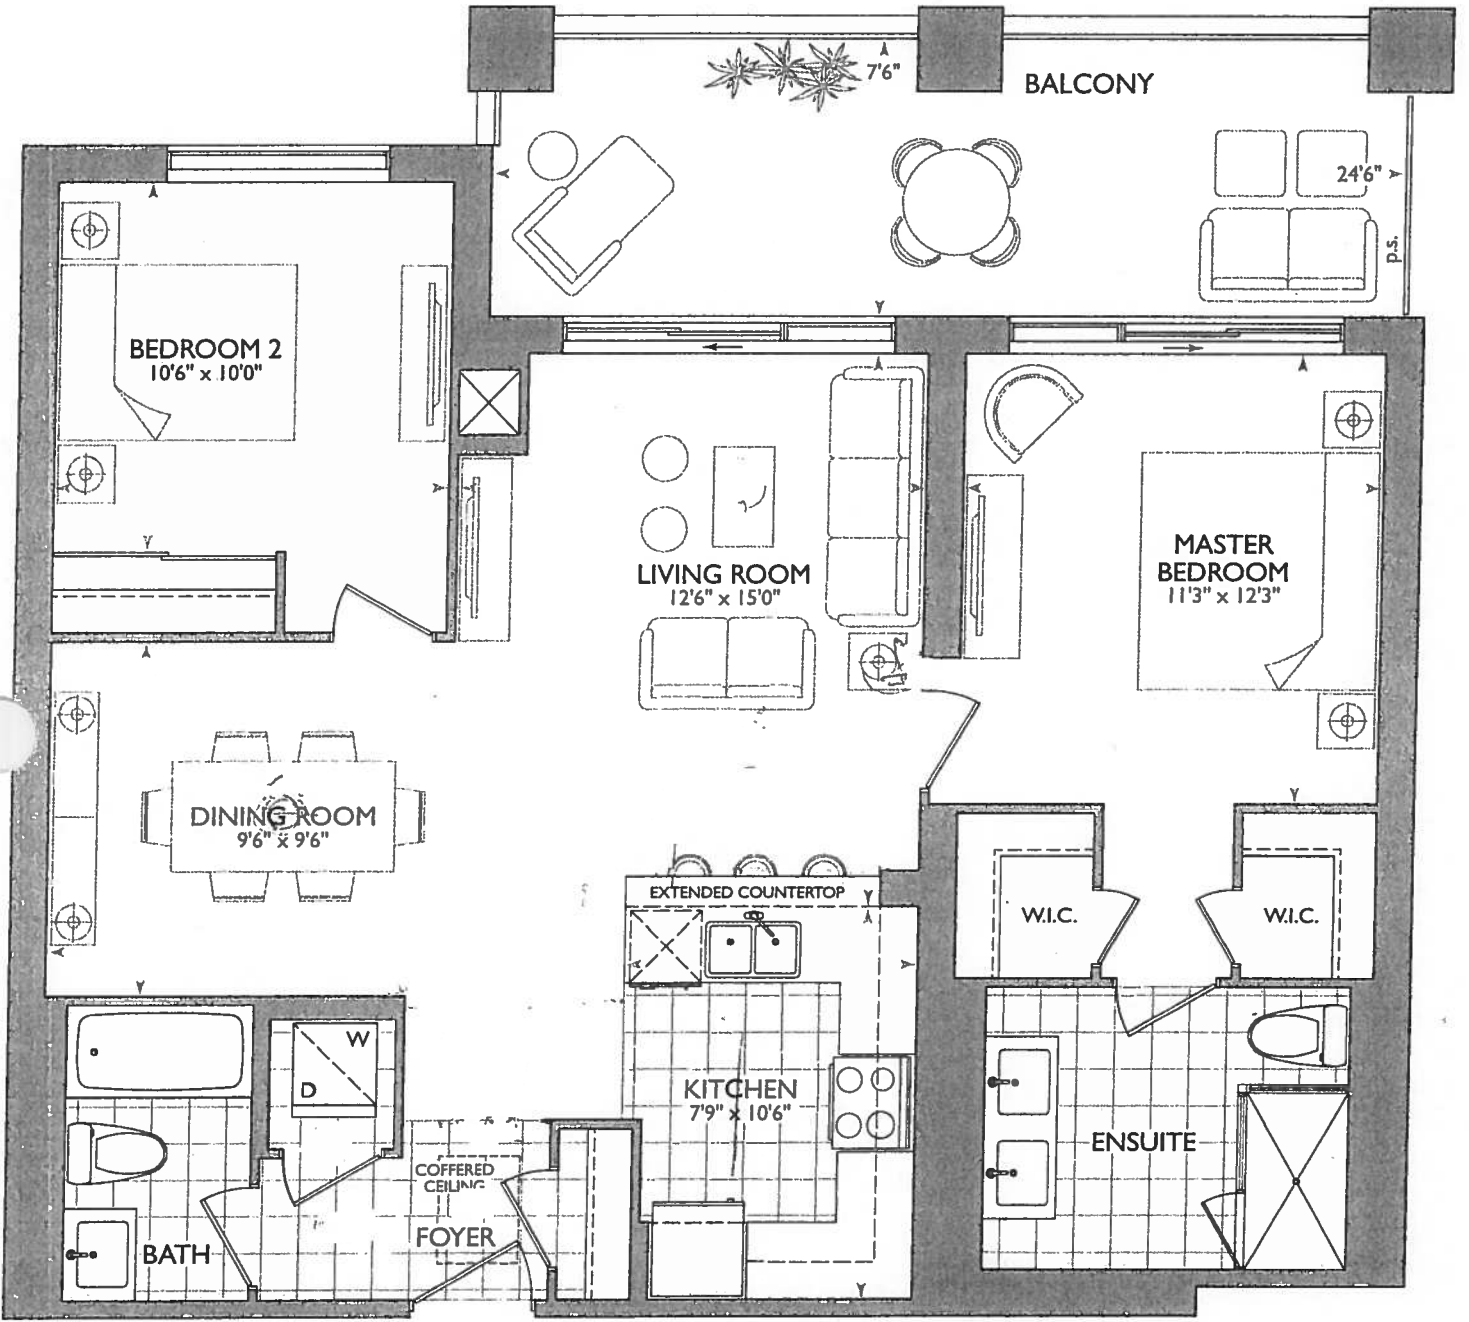 7'6"
BALCONY
24'6"
p.s.
BEDROOM 2
10'6" x 10'0"
LIVING ROOM
12'6" x 15'0"
MASTER
BEDROOM
11'3" x 12'3"
DINING ROOM
9'6" x 9'6"
EXTENDED COUNTERTOP
W.I.C.
W.I.C.
W
D
KITCHEN
7'9" x 10'6"
ENSUITE
COFFERED
CEILING
FOYER
BATH